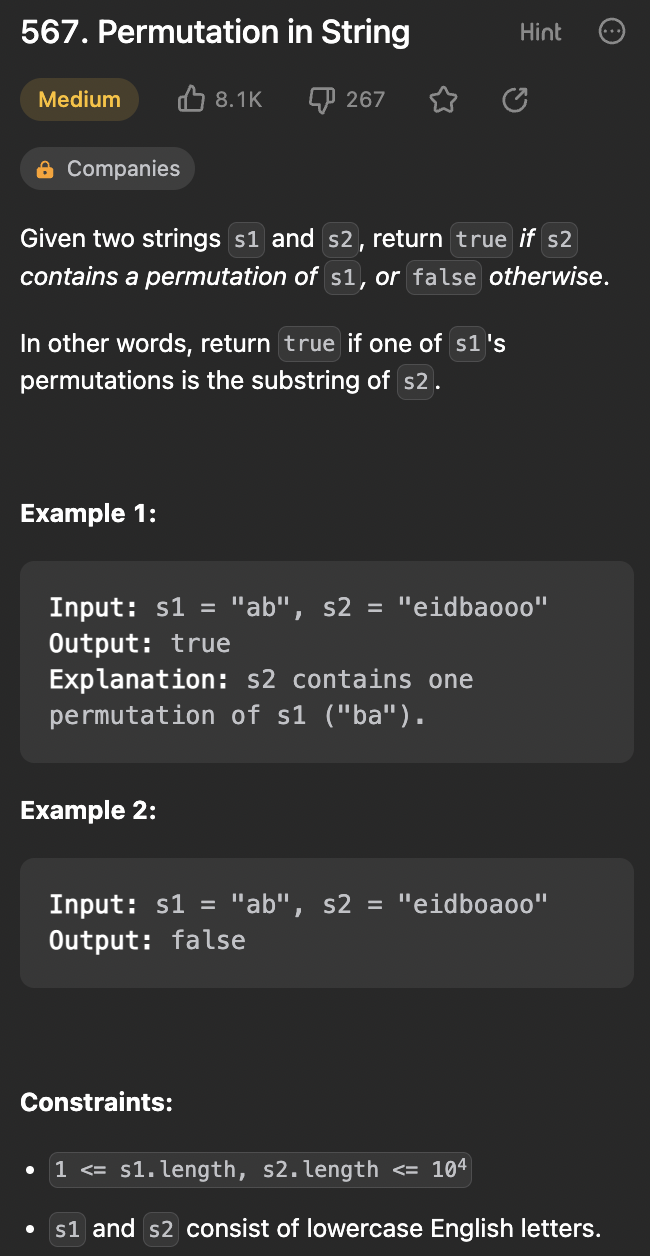 567. Permutation in String Hint
Medium 8.1K 267
Companies
Given two strings s1 and s2, return true if s2
contains a permutation of s1, or false otherwise.
In other words, return true if one of s1's
permutations is the substring of s2.
Example 1:
Input: s1 = "ab", s2 = "eidbaooo"
Output: true
Explanation: s2 contains one
permutation of s1 ("ba").
Example 2:
Input: s1 = "ab", s2 = "eidboaoo"
Output: false
Constraints:
• 1 <= s1.length, s2.length <= 10⁴
• s1 and s2 consist of lowercase English letters.